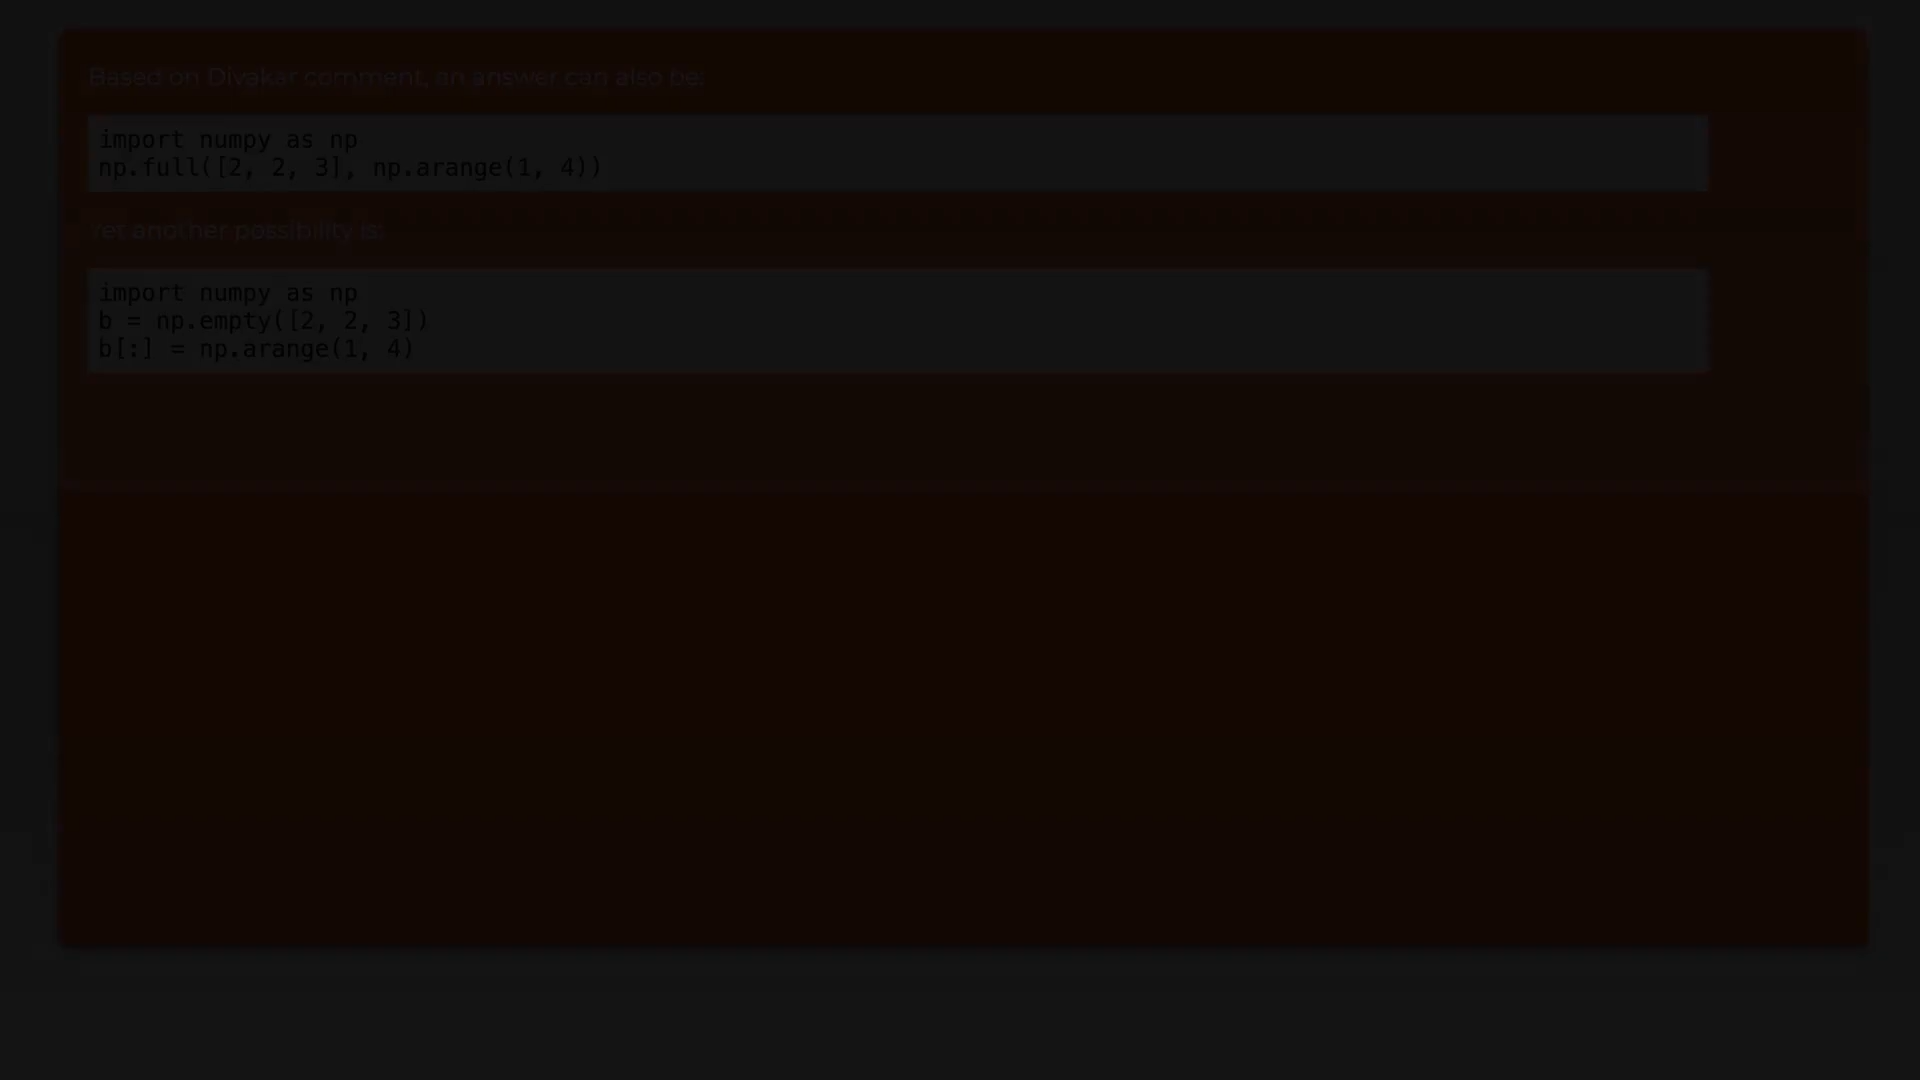 Based on Divakar comment, an answer can also be:
import numpy as np
np.full([2, 2, 3], np.arange(1, 4))
Yet another possibility is:
import numpy as np
b = np.empty([2, 2, 3])
b[:] = np.arange(1, 4)